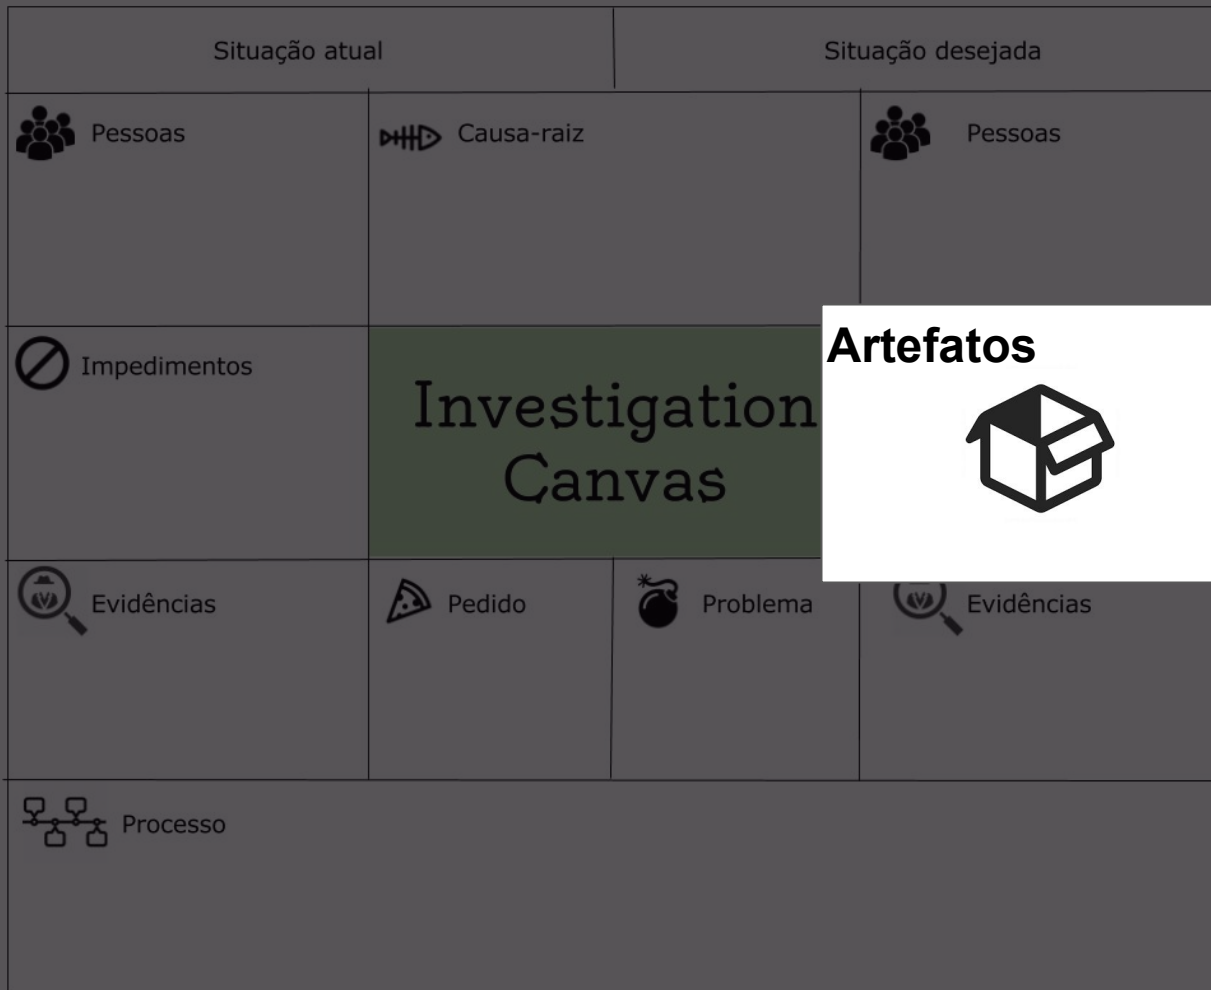 Situação atual
Situação desejada
Pessoas
Causa-raiz
Pessoas
Impedimentos
Investigation
Canvas
Artefatos
Evidências
Pedido
Problema
Evidências
Processo